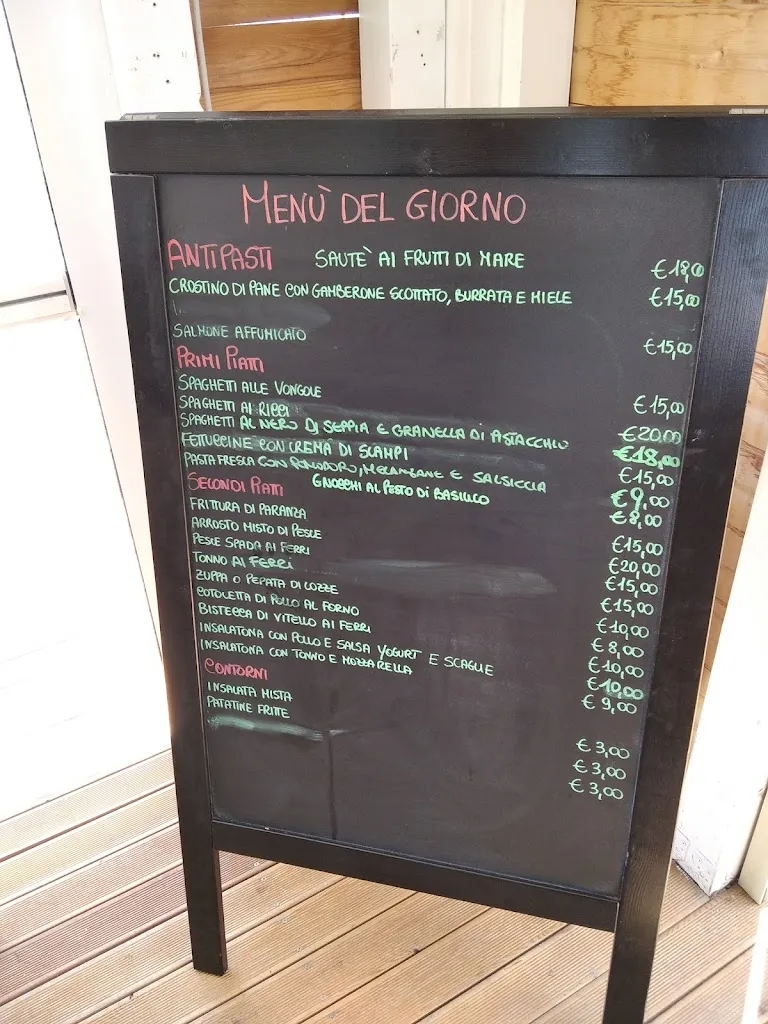 MENÙ DEL GIORNO
ANTIPASTI SAUTÈ AI FRUTTI DI MARE €18,0
CROSTINO DI PANE CON GAMBERONE SCOTTATO, BURRATA E MIELE €15,00
SALMONE AFFUMICATO €15,00
PRIMI PIATTI
SPAGHETTI ALLE VONGOLE €15,00
SPAGHETTI AI RICCI €20,00
SPAGHETTI AL NERO DI SEPPIA E GRANELLA DI PISTACCHIO €18,00
FETTUCCINE CON CREMA DI SCAMPI €15,00
PASTA FRESCA CON POMODORO, MELANZANE E SALSICCIA €9,00
SECONDI PIATTI GNOCCHI AL PESTO DI BASILICO €8,00
FRITTURA DI PARANZA €15,00
ARROSTO MISTO DI PESCE €20,00
PESCE SPADA AI FERRI €15,00
TONNO AI FERRI €15,00
ZUPPA O PEPATA DI COZZE €10,00
COTOLETTA DI POLLO AL FORNO €8,00
BISTECCA DI VITELLO AI FERRI €10,00
INSALATONA CON POLLO E SALSA YOGURT E SCAGLIE €10,00
INSALATONA CON TONNO E MOZZARELLA €9,00
CONTORNI
INSALATA MISTA €3,00
PATATINE FRITTE €3,00
€3,00